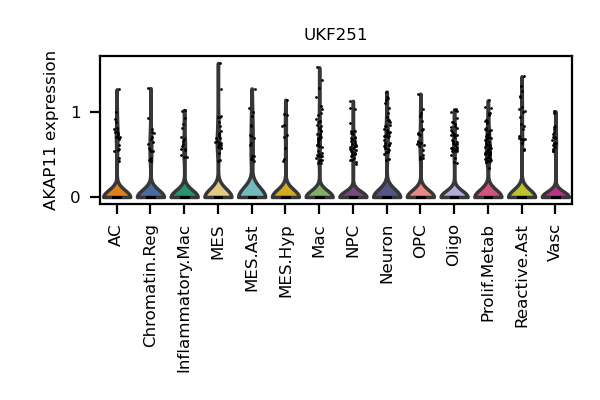 UKF251
AKAP11 expression
1
0
AC
Chromatin.Reg
Inflammatory.Mac
MES
MES.Ast
MES.Hyp
Mac
NPC
Neuron
OPC
Oligo
Prolif.Metab
Reactive.Ast
Vasc